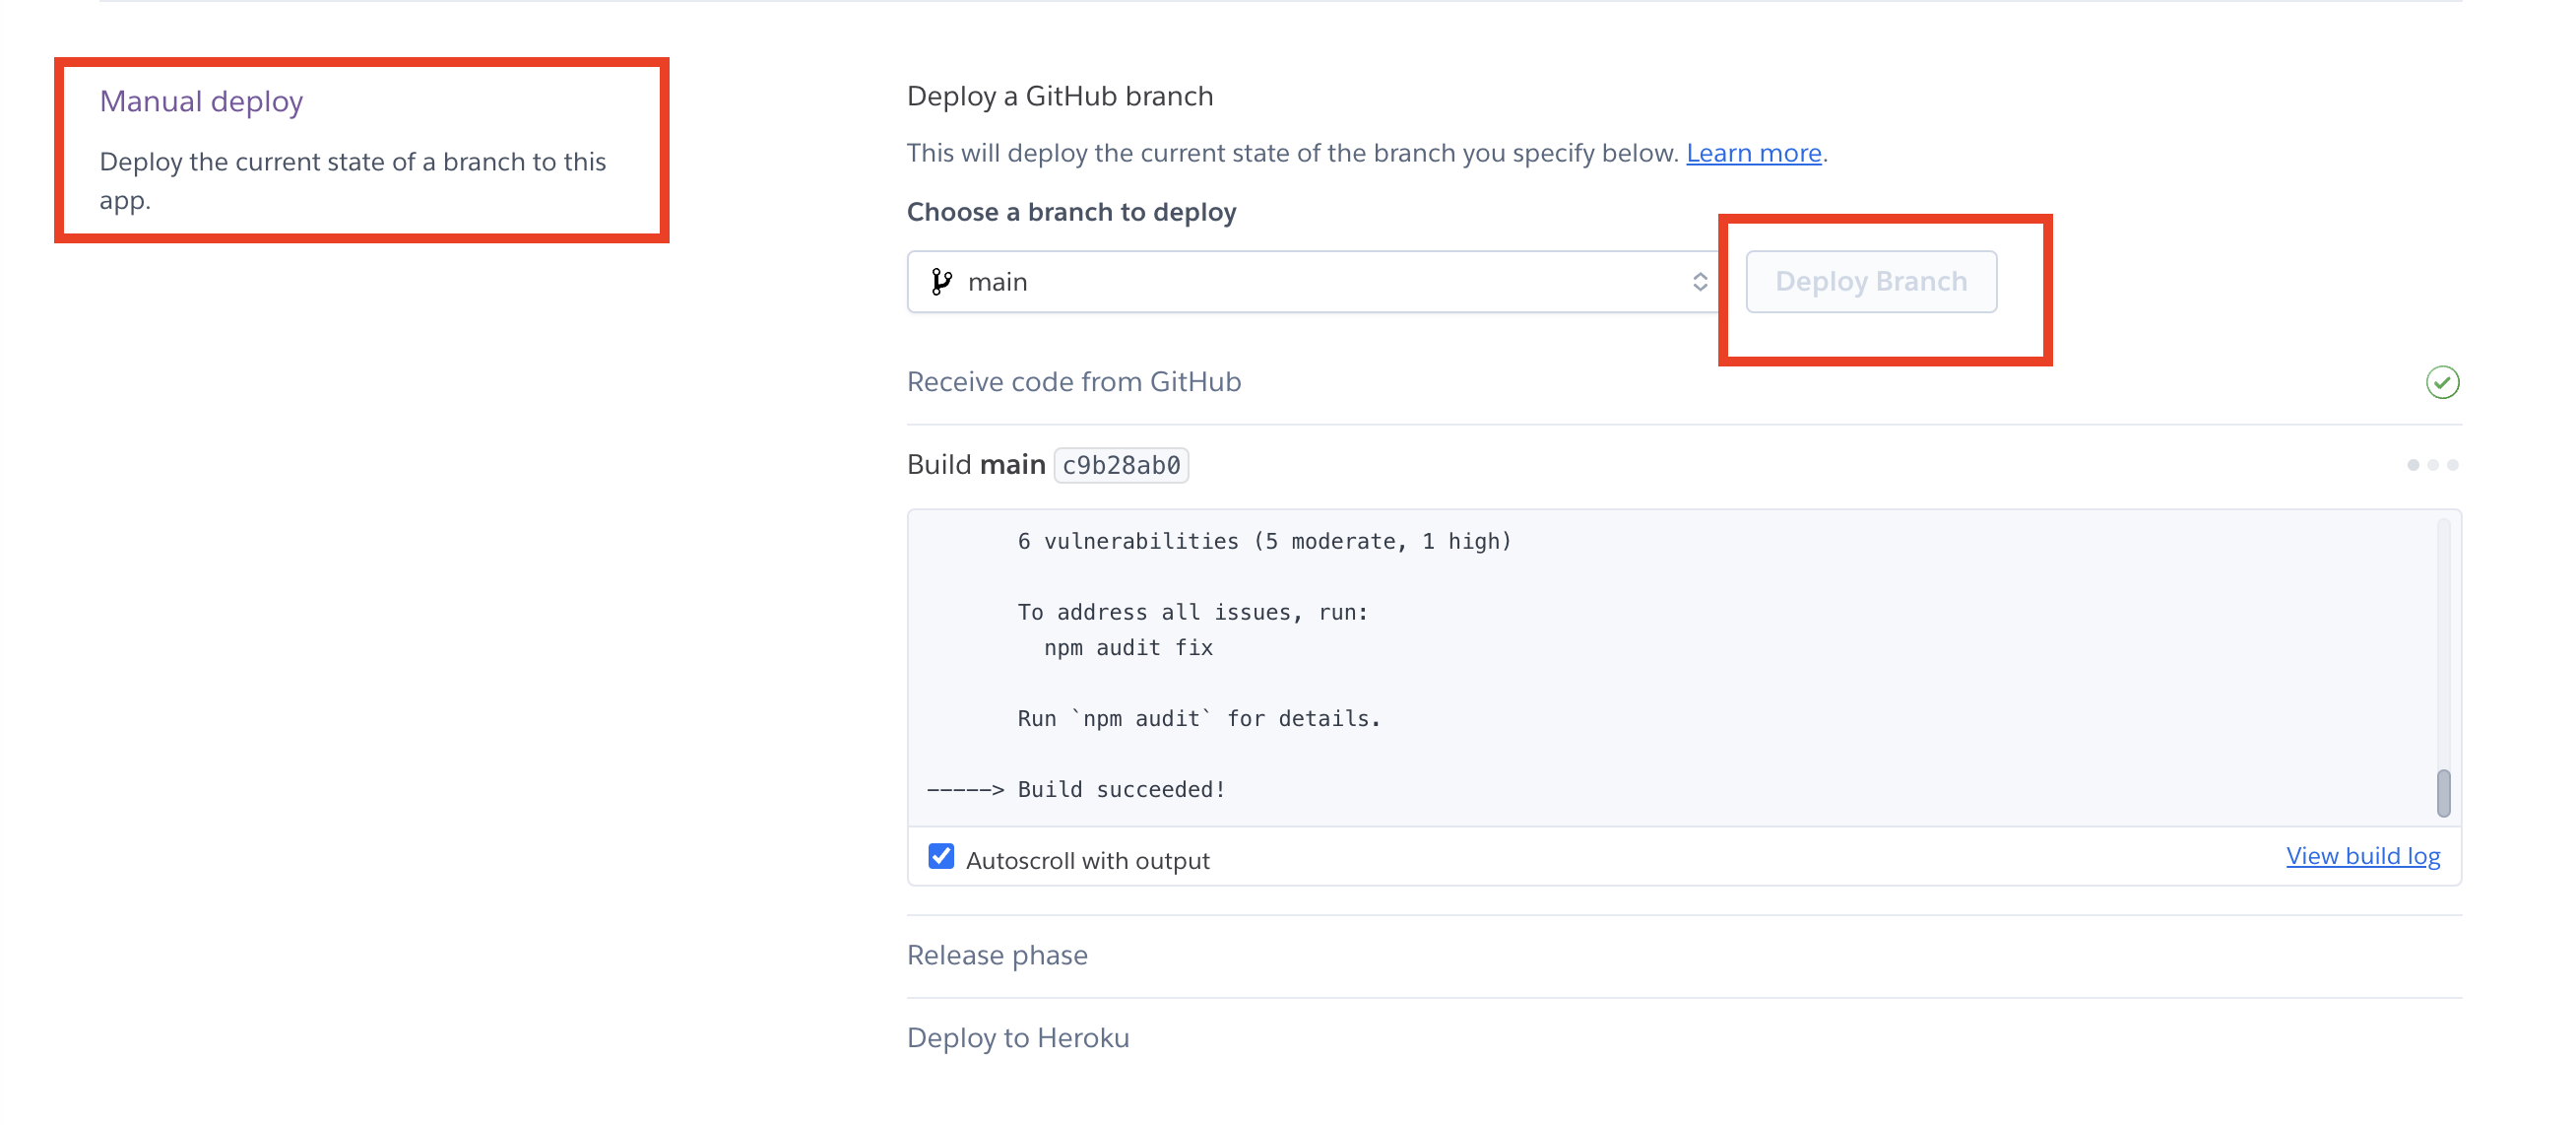 Manual deploy
Deploy the current state of a branch to this
app.
Deploy a GitHub branch
This will deploy the current state of the branch you specify below. Learn more.
Choose a branch to deploy
main
Deploy Branch
Receive code from GitHub
Build main c9b28ab0
6 vulnerabilities (5 moderate, 1 high)
To address all issues, run:
npm audit fix
Run `npm audit` for details.
-----> Build succeeded!
Autoscroll with output
View build log
Release phase
Deploy to Heroku